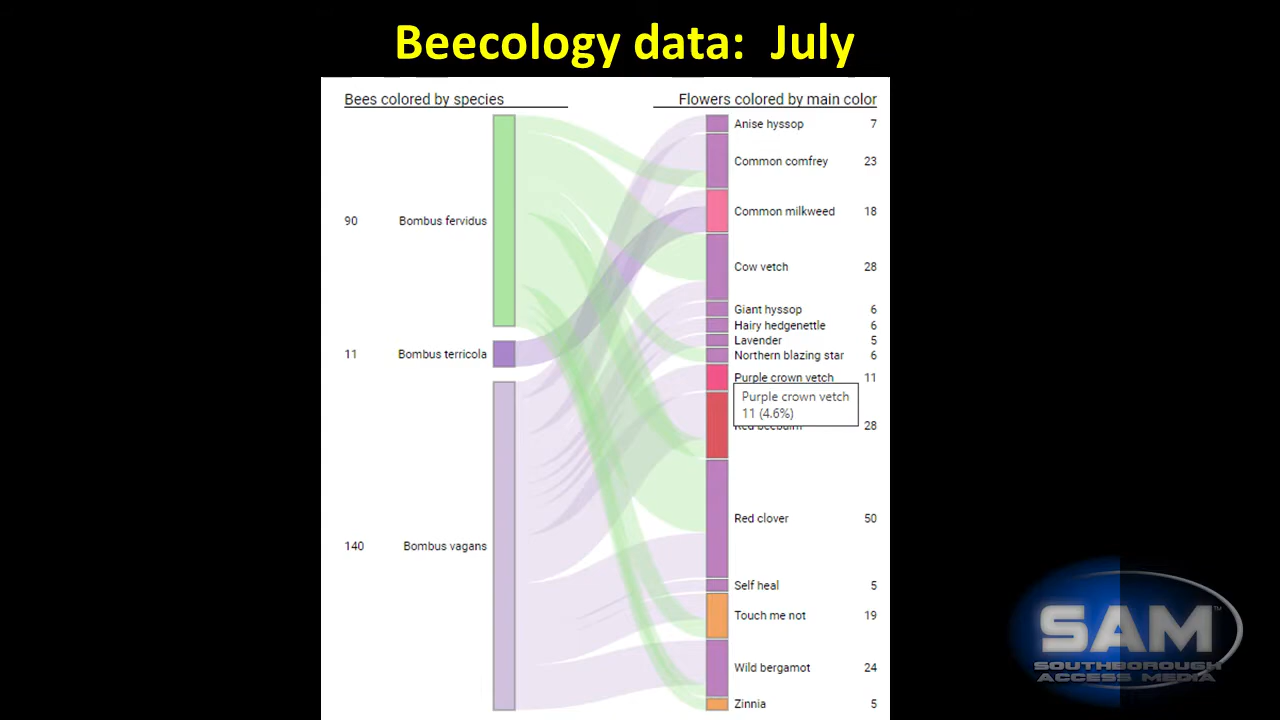 Beecology data: July
Bees colored by species
Flowers colored by main color
Anise hyssop 7
Common comfrey 23
Common milkweed 18
90 Bombus fervidus
Cow vetch 28
Giant hyssop 6
Hairy hedgenettle 6
Lavender 5
11 Bombus terricola
Northern blazing star 6
Purple crown vetch 11
Purple crown vetch
11 (4.6%)
28
Red clover 50
140 Bombus vagans
Self heal 5
Touch me not 19
Wild bergamot 24
Zinnia 5
SAM™
SOUTHBOROUGH
ACCESS MEDIA